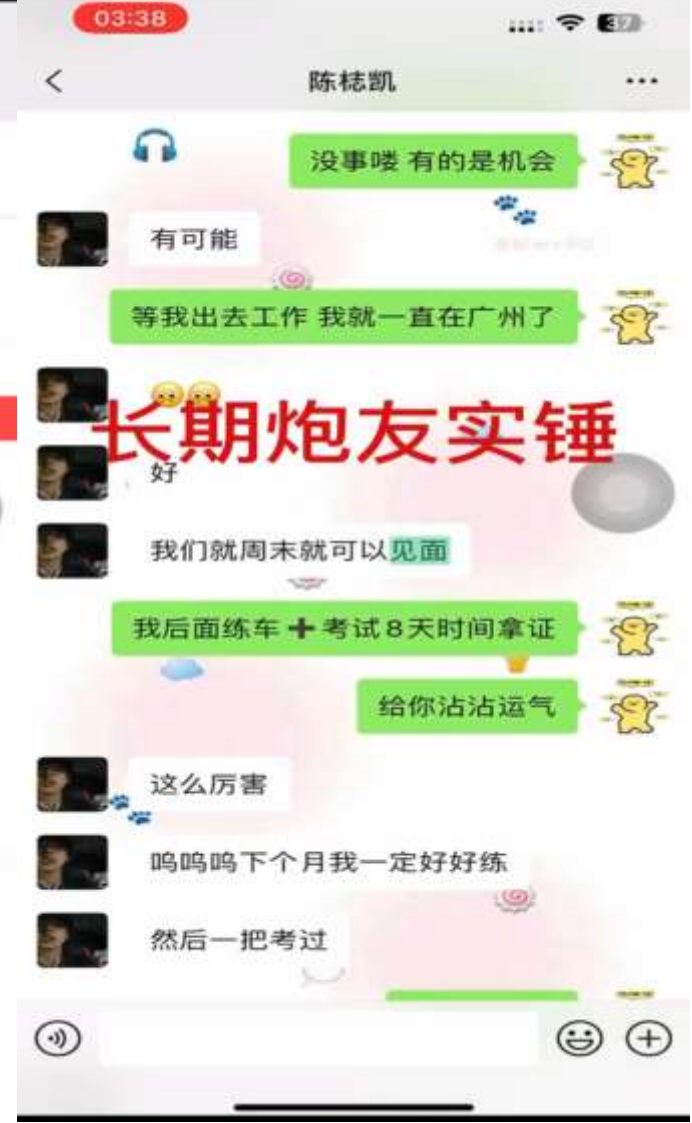 03:38
37
陈梽凯
没事喽 有的是机会
有可能
等我出去工作 我就一直在广州了
长期炮友实锤
好
我们就周末就可以见面
我后面练车➕考试8天时间拿证
给你沾沾运气
这么厉害
呜呜呜下个月我一定好好练
然后一把考过